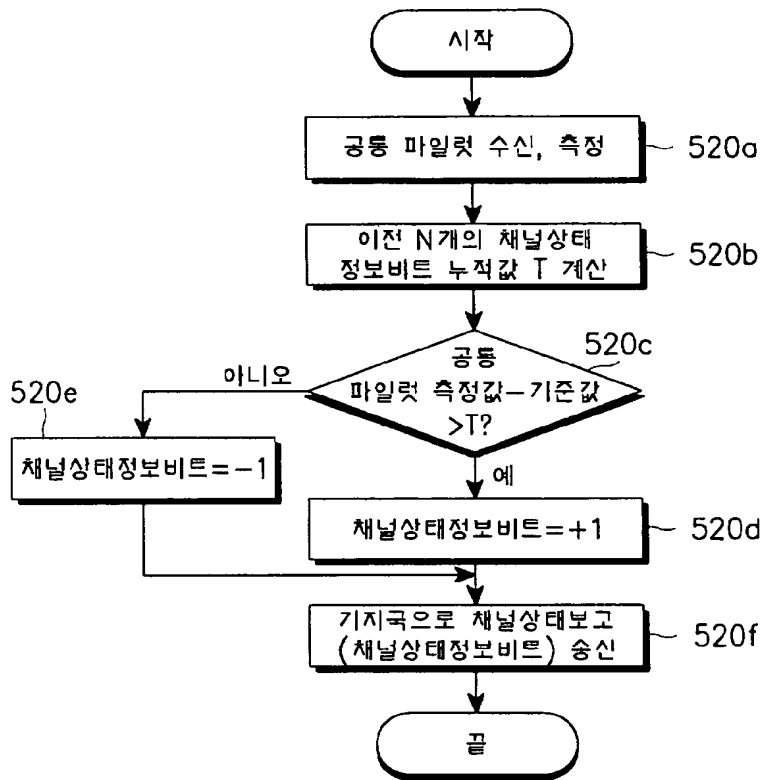 시작
공통 파일럿 수신, 측정
520a
이전 N개의 채널상태
정보비트 누적값 T 계산
520b
공통
파일럿 측정값-기준값
>T?
520c
아니오
520e
채널상태정보비트=-1
예
채널상태정보비트=+1
520d
기지국으로 채널상태보고
(채널상태정보비트) 송신
520f
끝